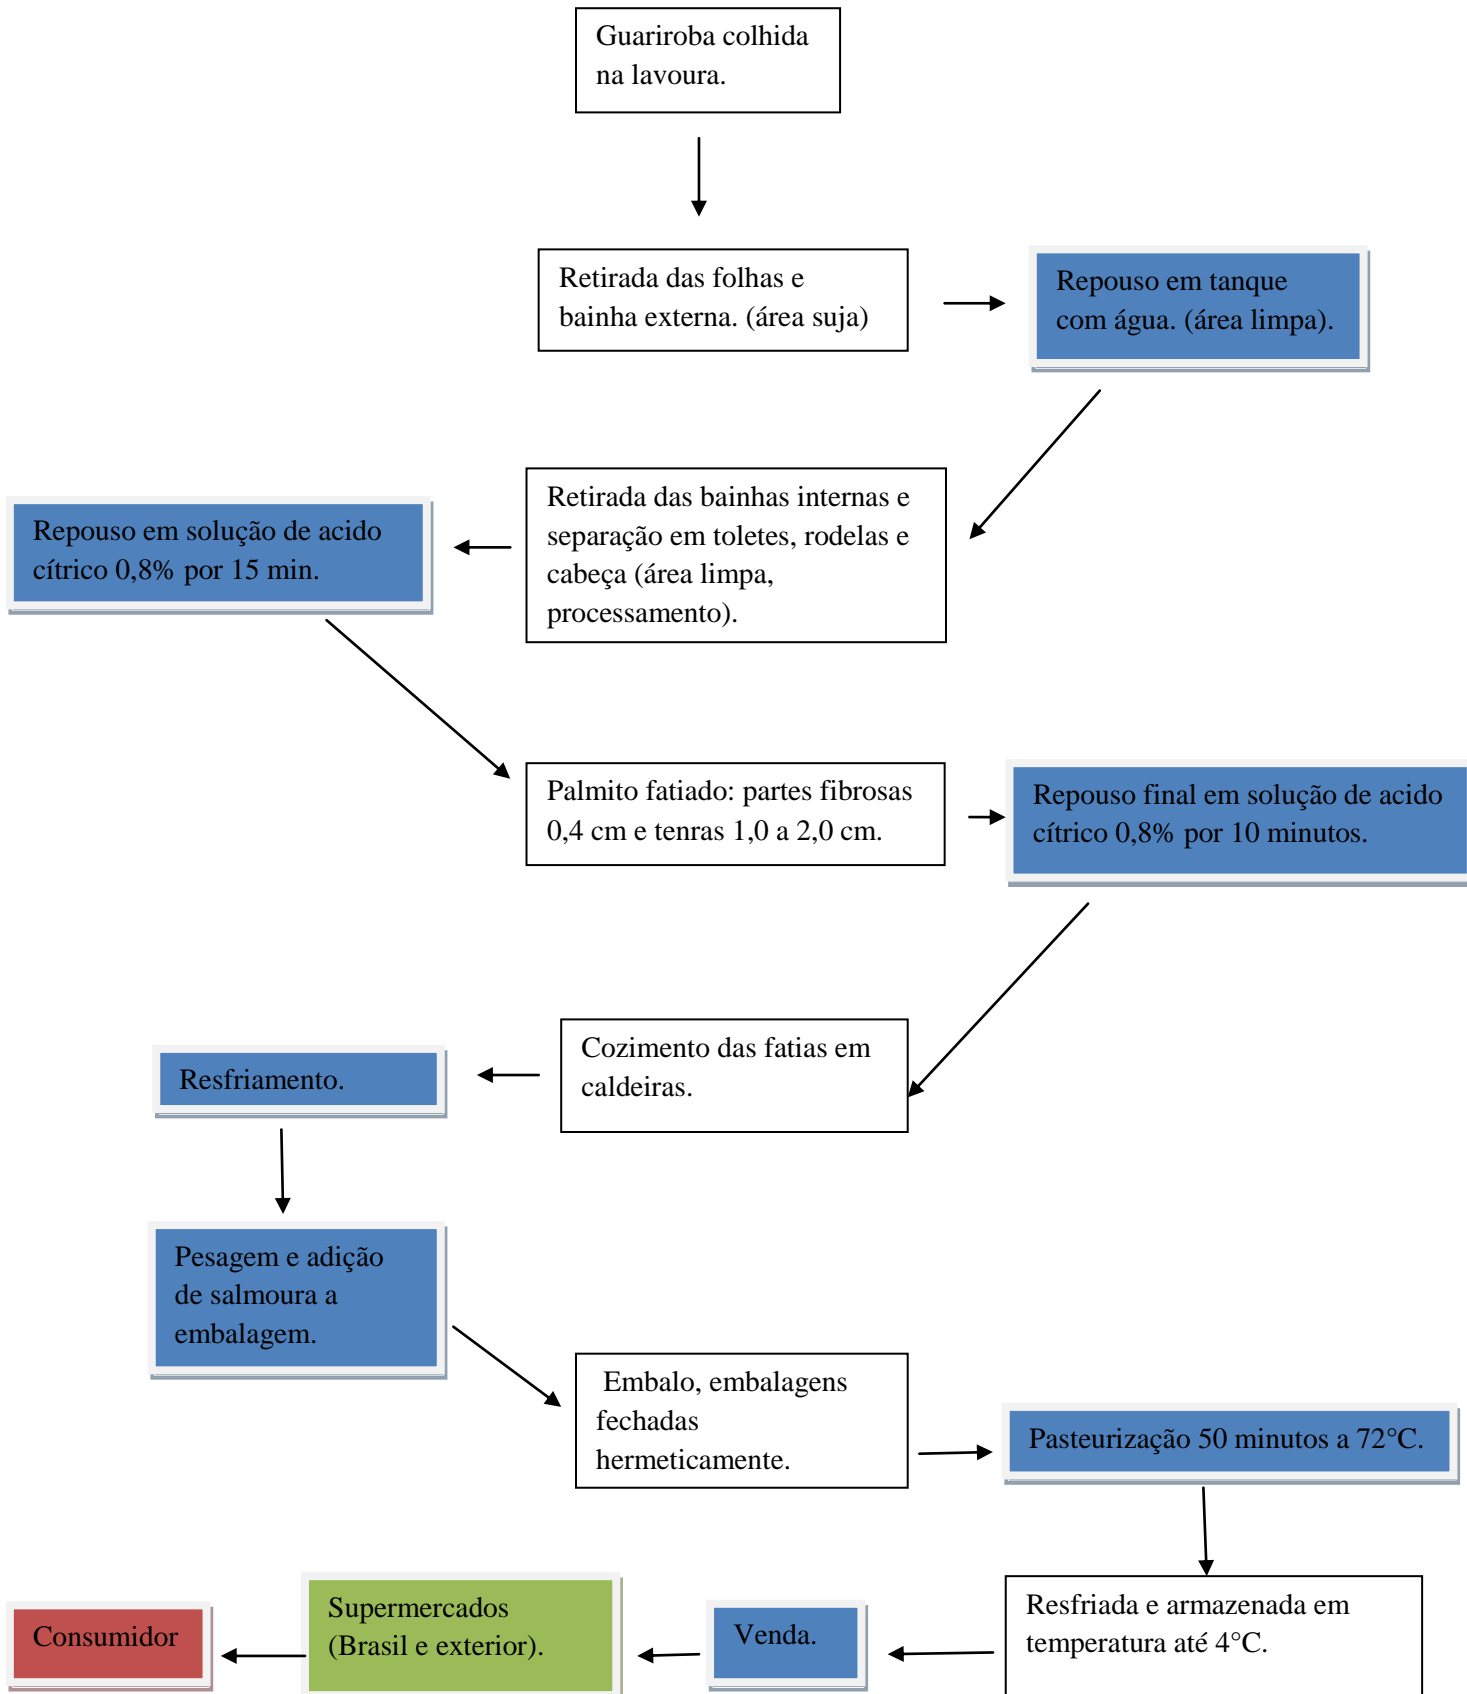 Guariroba colhida
na lavoura.
Retirada das folhas e
bainha externa. (área suja)
Repouso em tanque
com água. (área limpa).
Retirada das bainhas internas e
separação em toletes, rodelas e
cabeça (área limpa,
processamento).
Repouso em solução de acido
cítrico 0,8% por 15 min.
Palmito fatiado: partes fibrosas
0,4 cm e tenras 1,0 a 2,0 cm.
Repouso final em solução de acido
cítrico 0,8% por 10 minutos.
Cozimento das fatias em
caldeiras.
Resfriamento.
Pesagem e adição
de salmoura a
embalagem.
Embalo, embalagens
fechadas
hermeticamente.
Pasteurização 50 minutos a 72°C.
Resfriada e armazenada em
temperatura até 4°C.
Venda.
Supermercados
(Brasil e exterior).
Consumidor